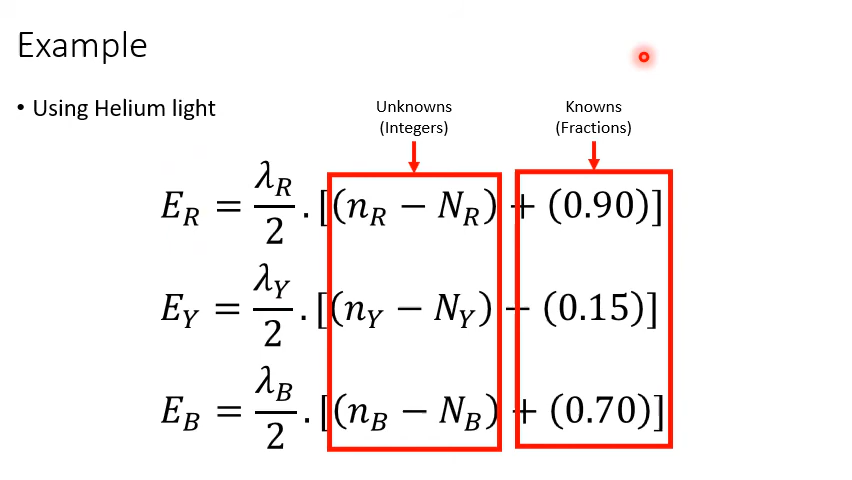 Example
• Using Helium light
Unknowns
(Integers)
Knowns
(Fractions)
E_R = λ_R/2 . [(n_R − N_R) + (0.90)]
E_Y = λ_Y/2 . [(n_Y − N_Y) − (0.15)]
E_B = λ_B/2 . [(n_B − N_B) + (0.70)]